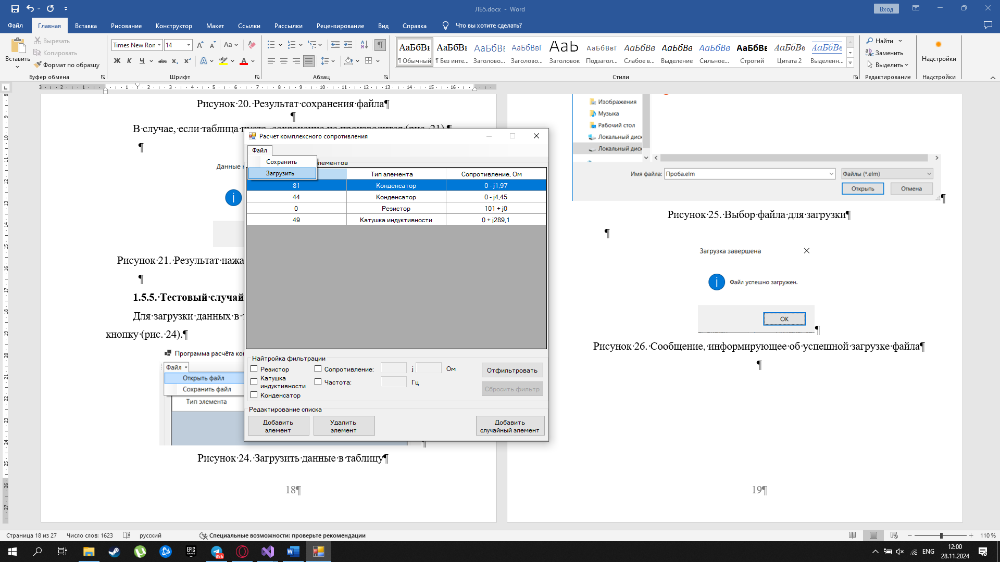 ЛБ5.docx - Word
Вход
Файл Главная Вставка Рисование Конструктор Макет Ссылки Рассылки Рецензирование Вид Справка Что вы хотите сделать?
Вставить
Вырезать
Копировать
Формат по образцу
Буфер обмена
Times New Ron 14
Ж К Ч abc x₂ x²
Шрифт
Абзац
АаБбВı АаБбВı АаБбВı АаБбВвГ АаЬ АаБбВвГ АаБбВв АаБбВв АаБбВв АаБбВв АаБбВв АаБбВв
¶ Обычный ¶ Без инте... Заголово... Заголово... Заголовок Подзагол... Слабое в... Выделение Сильное... Строгий Цитата 2 Выделенн...
Стили
Найти
Заменить
Выделить
Редактирование
Надстройки
Надстройки
Рисунок·20.·Результат·сохранения·файла¶
¶
В·случае,·если·таблица·пуста,·сохранение·не·производится·(рис.·21).¶
¶
Данные н
Рисунок·21.·Результат·нажа
¶
1.5.5.·Тестовый·случай
Для·загрузки·данных·в·т
кнопку·(рис.·24).¶
Программа расчёта ко
Файл
Открыть файл
Сохранить файл
Тип элемента
¶
Рисунок·24.·Загрузить·данные·в·таблицу¶
18¶
Расчет комплексного сопротивления
Файл
Сохранить
Загрузить
лементов
Тип элемента Сопротивление, Ом
81 Конденсатор 0 - j1,97
44 Конденсатор 0 - j4,45
0 Резистор 101 + j0
49 Катушка индуктивности 0 + j289,1
Найтройка фильтрации
Резистор
Катушка
индуктивности
Конденсатор
Сопротивление: j Ом
Частота: Гц
Отфильтровать
Сбросить фильтр
Редактирование списка
Добавить
элемент
Удалить
элемент
Добавить
случайный элемент
Изображения
Музыка
Рабочий стол
Локальный диск
Локальный диск
Имя файла: Проба.elm Файлы (*.elm)
Открыть Отмена
¶
Рисунок·25.·Выбор·файла·для·загрузки¶
¶
Загрузка завершена
Файл успешно загружен.
ОК
¶
Рисунок·26.·Сообщение,·информирующее·об·успешной·загрузке·файла¶
¶
19¶
Страница 18 из 27 Число слов: 1623 русский Специальные возможности: проверьте рекомендации 110 %
EPIC
GAMES
896
ENG
12:00
28.11.2024